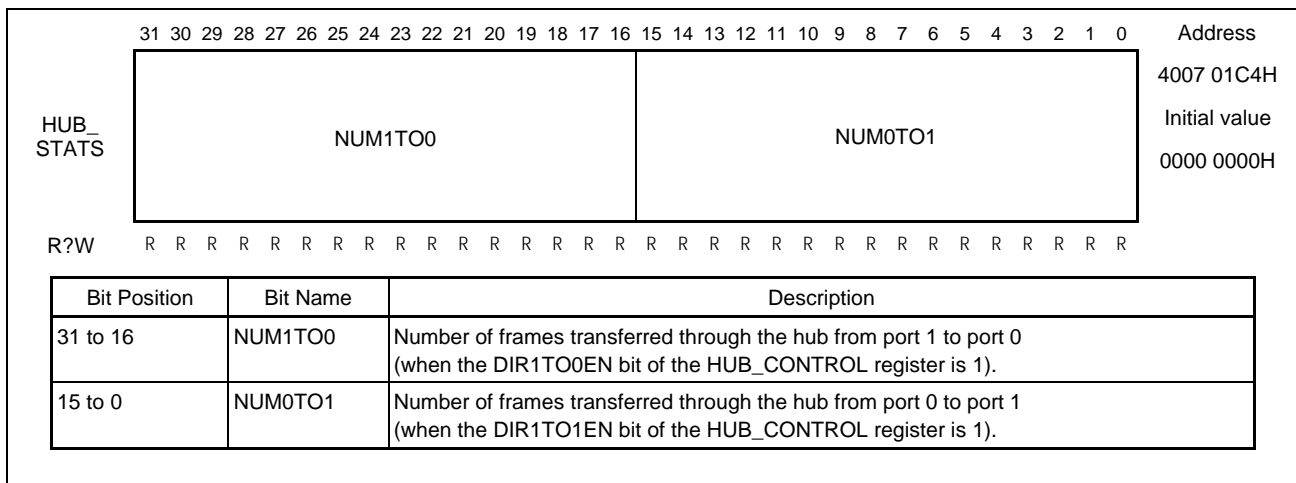 31 30 29 28 27 26 25 24 23 22 21 20 19 18 17 16 15 14 13 12 11 10 9 8 7 6 5 4 3 2 1 0 Address
4007 01C4H
HUB_
STATS
NUM1TO0 NUM0TO1
Initial value
0000 0000H
R?W R R R R R R R R R R R R R R R R R R R R R R R R R R R R R R R R
Bit Position Bit Name Description
31 to 16 NUM1TO0 Number of frames transferred through the hub from port 1 to port 0
(when the DIR1TO0EN bit of the HUB_CONTROL register is 1).
15 to 0 NUM0TO1 Number of frames transferred through the hub from port 0 to port 1
(when the DIR1TO1EN bit of the HUB_CONTROL register is 1).